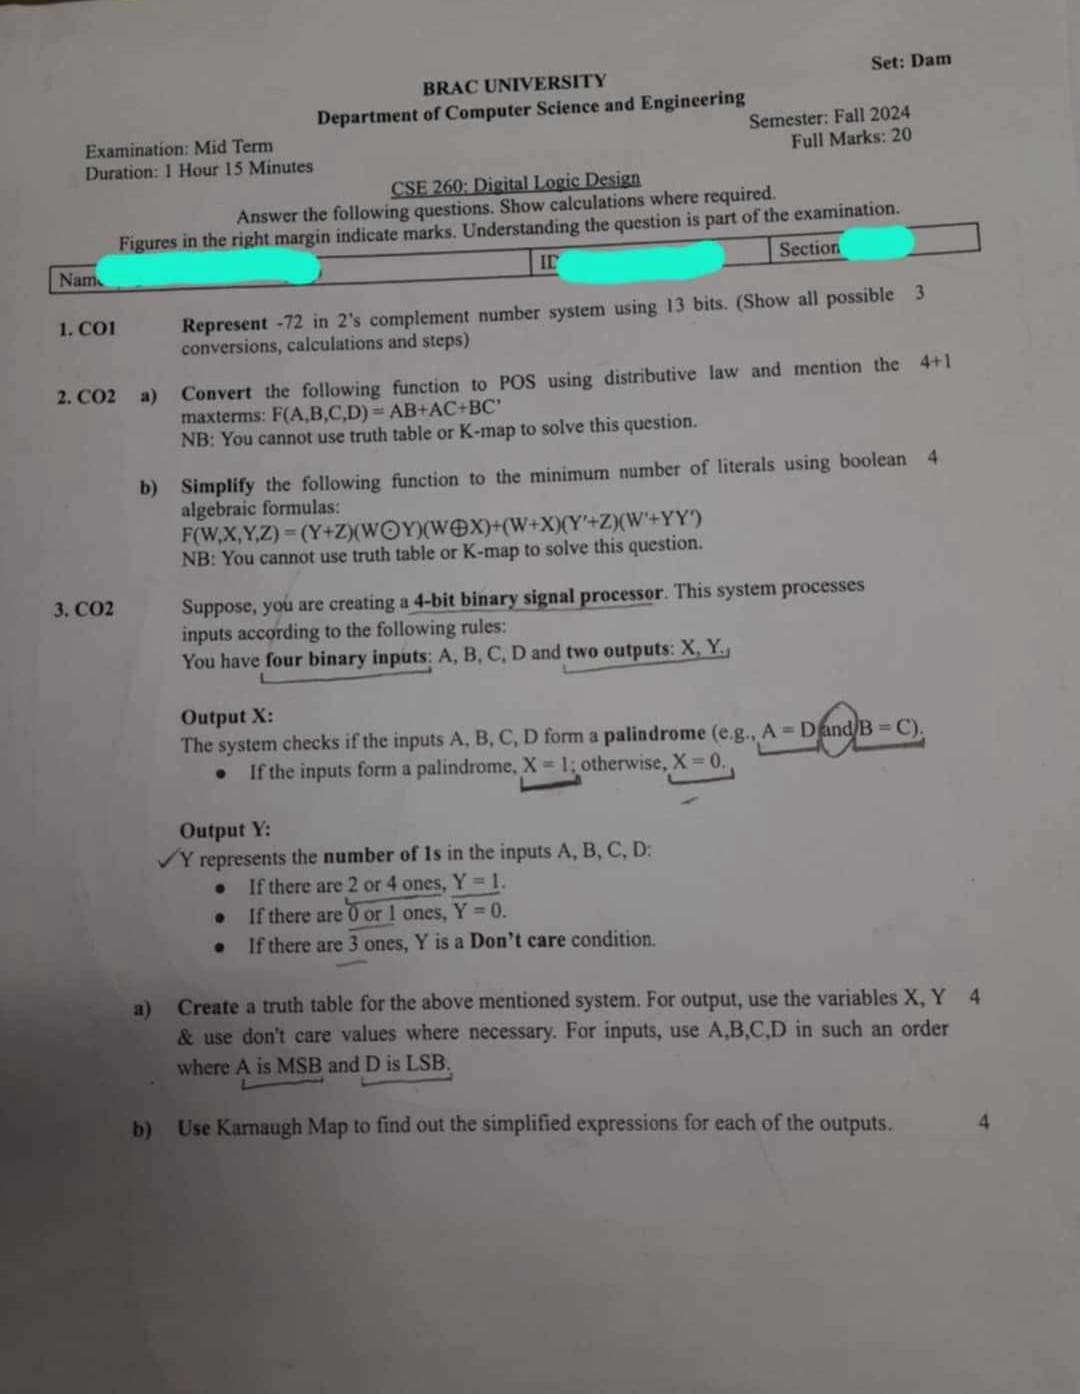 Set: Dam
BRAC UNIVERSITY
Department of Computer Science and Engineering
Examination: Mid Term
Semester: Fall 2024
Duration: 1 Hour 15 Minutes
Full Marks: 20
CSE 260: Digital Logic Design
Answer the following questions. Show calculations where required.
Figures in the right margin indicate marks. Understanding the question is part of the examination.
Section
1. CO1 Represent -72 in 2's complement number system using 13 bits. (Show all possible 3
conversions, calculations and steps)
2. CO2 a) Convert the following function to POS using distributive law and mention the 4+1
maxterms: F(A,B,C,D) = AB+AC+BC'
NB: You cannot use truth table or K-map to solve this question.
b) Simplify the following function to the minimum number of literals using boolean 4
algebraic formulas:
F(W,X,Y,Z) = (Y+Z)(W⊙Y)(W⊕X)+(W+X)(Y'+Z)(W'+YY')
NB: You cannot use truth table or K-map to solve this question.
3. CO2 Suppose, you are creating a 4-bit binary signal processor. This system processes
inputs according to the following rules:
You have four binary inputs: A, B, C, D and two outputs: X, Y.
Output X:
The system checks if the inputs A, B, C, D form a palindrome (e.g., A = D and B = C).
• If the inputs form a palindrome, X = 1; otherwise, X = 0.
Output Y:
✓Y represents the number of 1s in the inputs A, B, C, D:
• If there are 2 or 4 ones, Y = 1.
• If there are 0 or 1 ones, Y = 0.
• If there are 3 ones, Y is a Don't care condition.
a) Create a truth table for the above mentioned system. For output, use the variables X, Y 4
& use don't care values where necessary. For inputs, use A,B,C,D in such an order
where A is MSB and D is LSB.
b) Use Karnaugh Map to find out the simplified expressions for each of the outputs. 4